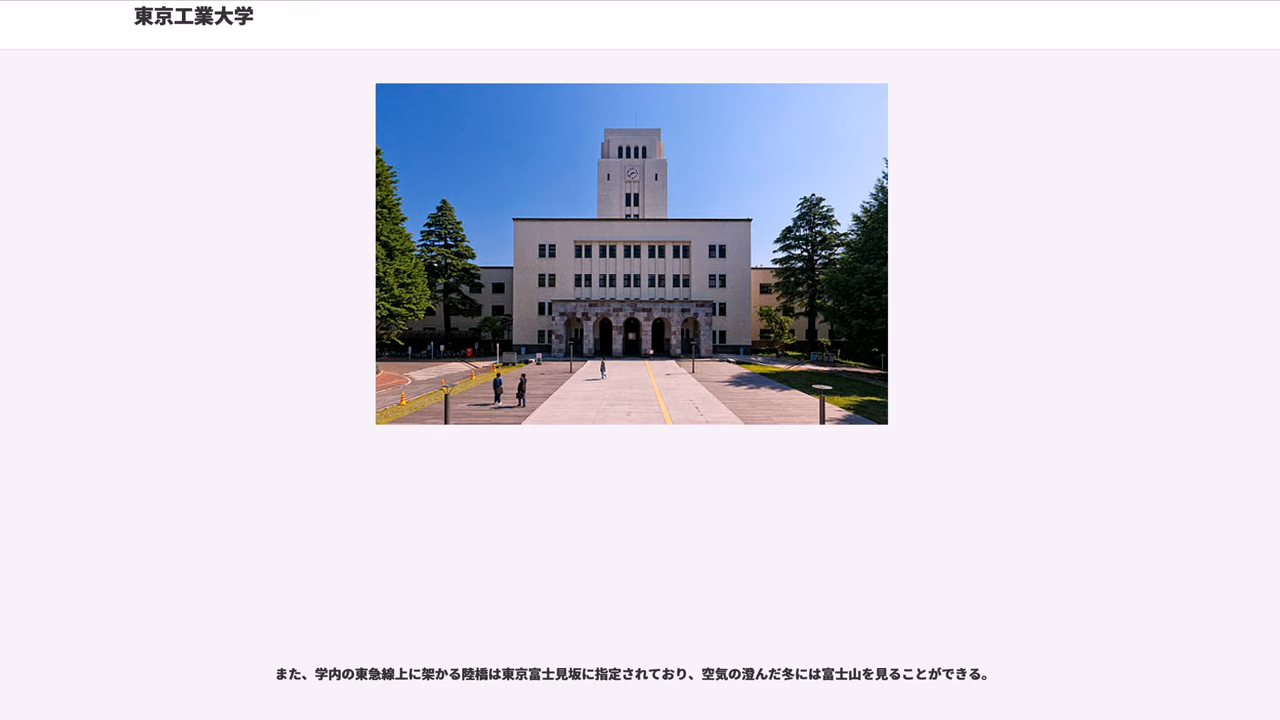 東京工業大学
また、学内の東急線上に架かる陸橋は東京富士見坂に指定されており、空気の澄んだ冬には富士山を見ることができる。